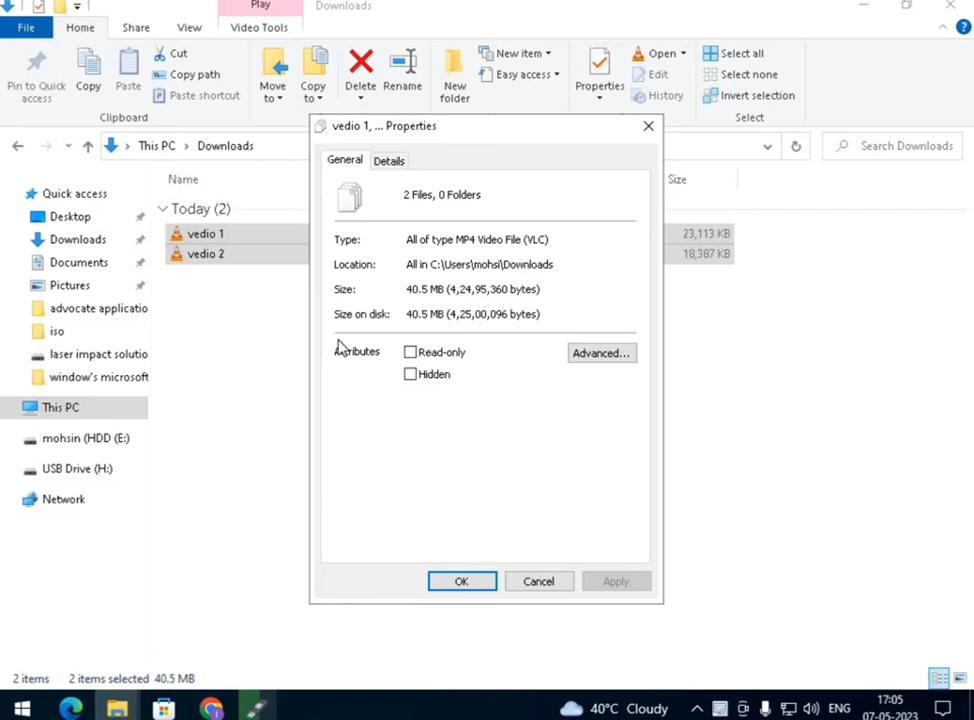 Play
Downloads
File
Home
Share
View
Video Tools
Pin to Quick access
Copy
Paste
Cut
Copy path
Paste shortcut
Clipboard
Move to
Copy to
Delete
Rename
New folder
New item
Easy access
Properties
Open
Edit
History
Select all
Select none
Invert selection
Select
This PC
Downloads
Search Downloads
Quick access
Desktop
Downloads
Documents
Pictures
advocate applicatio
iso
laser impact solutio
window's microsoft
This PC
mohsin (HDD (E:)
USB Drive (H:)
Network
Name
Size
Today (2)
vedio 1
23,113 KB
vedio 2
18,387 KB
vedio 1, ... Properties
General
Details
2 Files, 0 Folders
Type: All of type MP4 Video File (VLC)
Location: All in C:\Users\mohsi\Downloads
Size: 40.5 MB (4,24,95,360 bytes)
Size on disk: 40.5 MB (4,25,00,096 bytes)
Attributes
Read-only
Hidden
Advanced...
OK
Cancel
Apply
2 items
2 items selected 40.5 MB
40°C Cloudy
ENG
17:05
07-05-2023